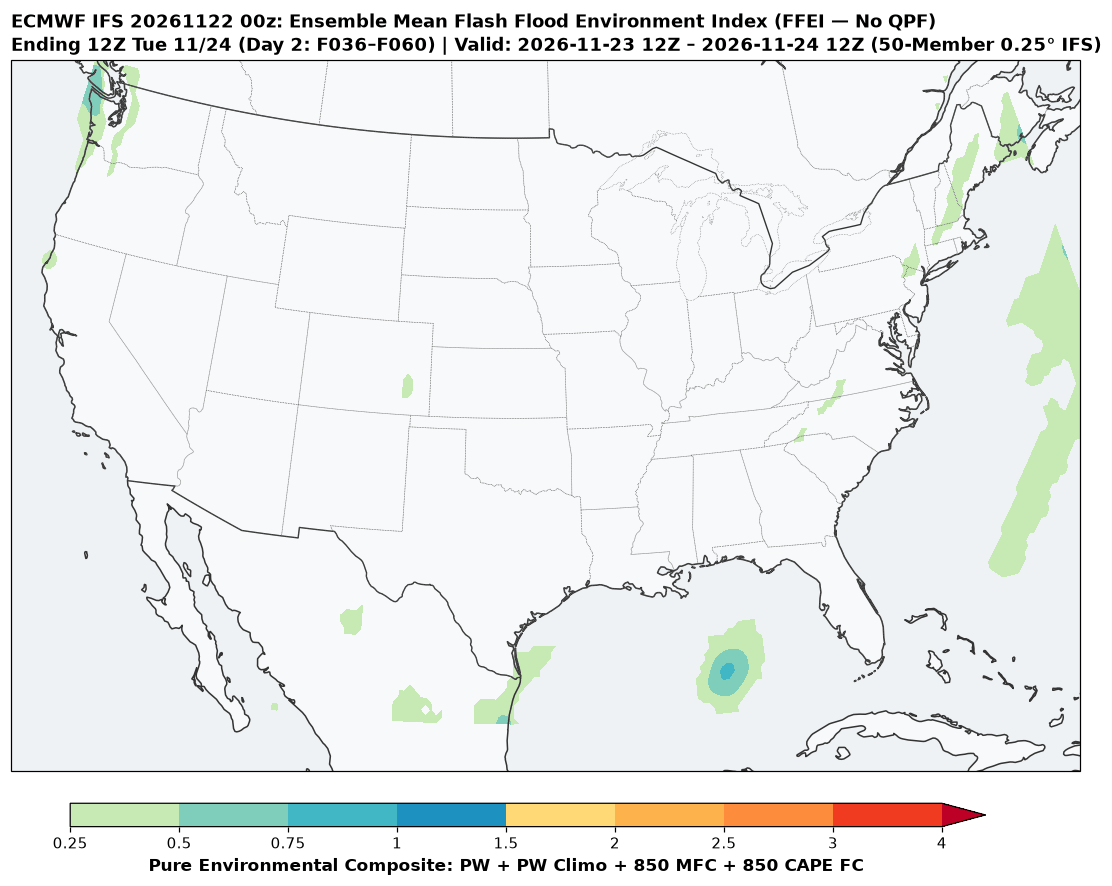 ECMWF IFS 20261122 00z: Ensemble Mean Flash Flood Environment Index (FFEI — No QPF)
Ending 12Z Tue 11/24 (Day 2: F036–F060) | Valid: 2026-11-23 12Z – 2026-11-24 12Z (50-Member 0.25° IFS)
0.25 0.5 0.75 1 1.5 2 2.5 3 4
Pure Environmental Composite: PW + PW Climo + 850 MFC + 850 CAPE FC